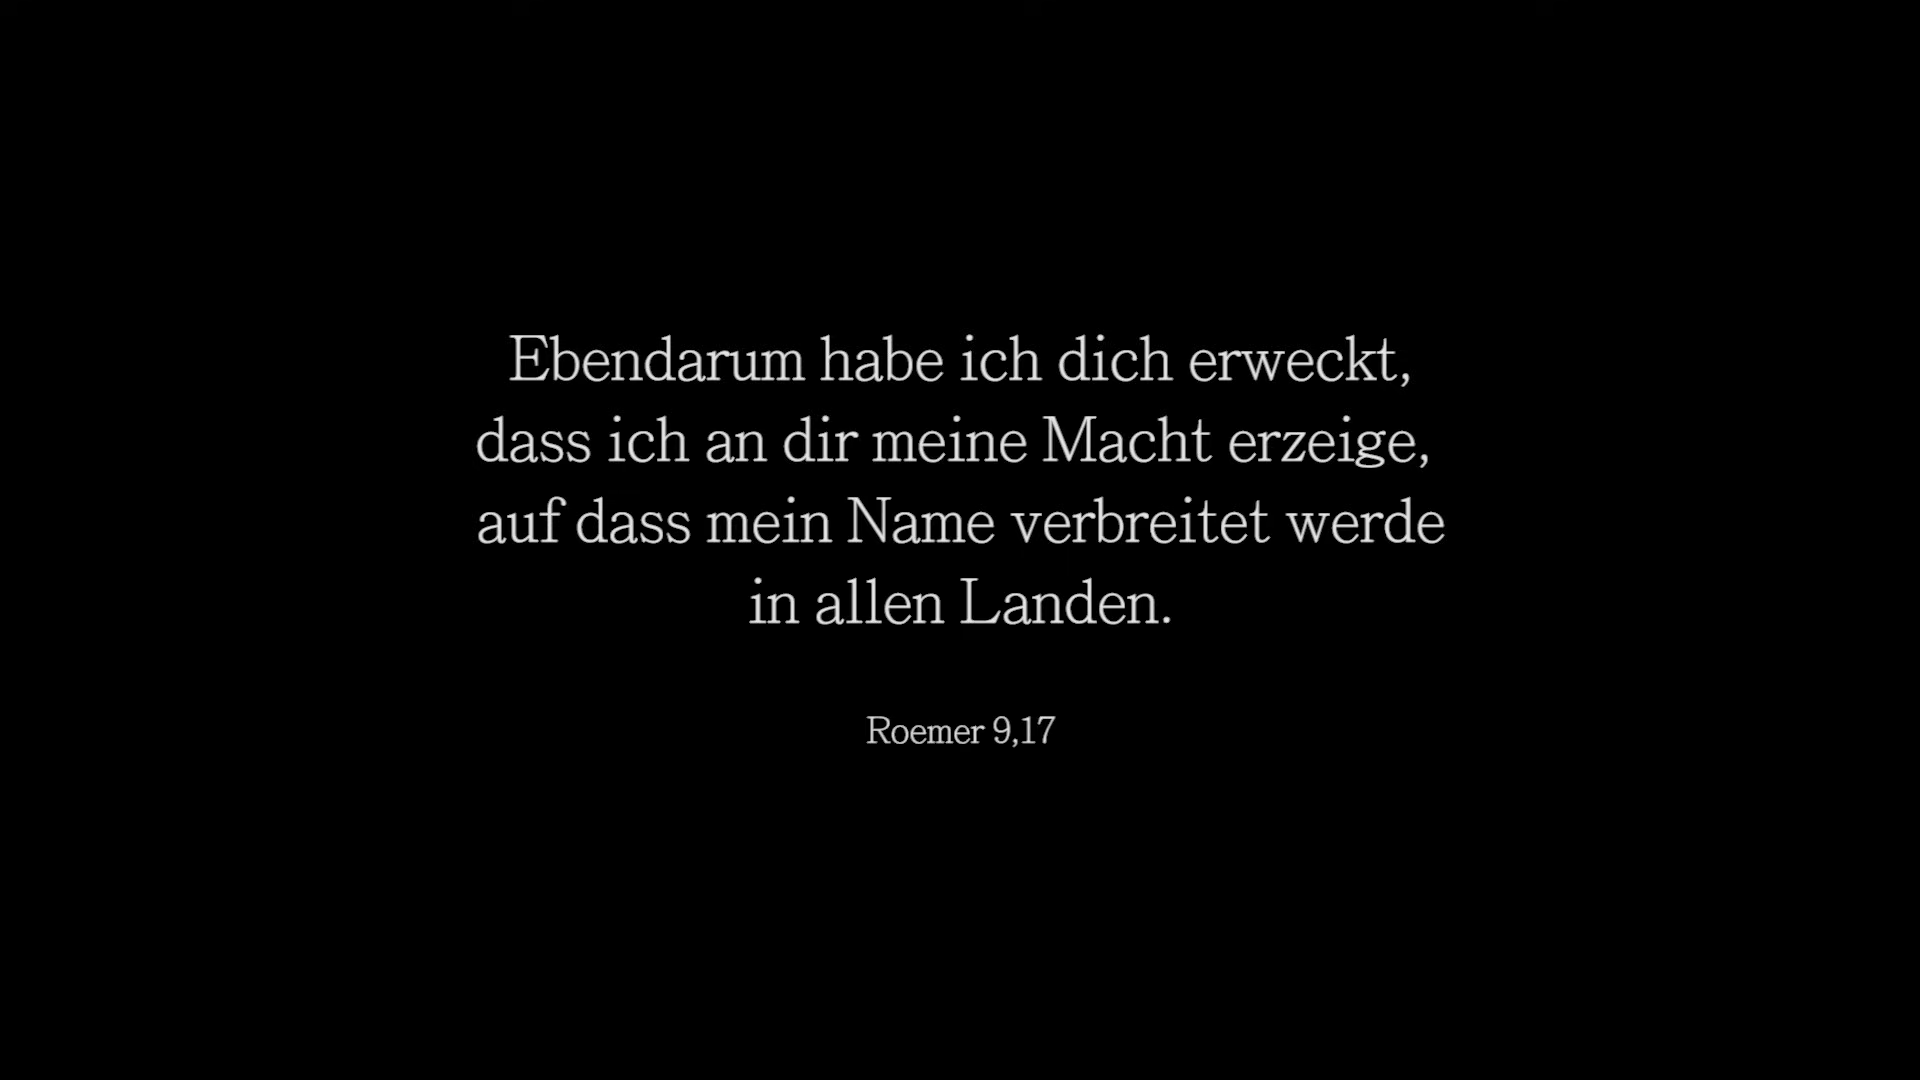 Ebendarum habe ich dich erweckt,
dass ich an dir meine Macht erzeige,
auf dass mein Name verbreitet werde
in allen Landen.
Roemer 9,17